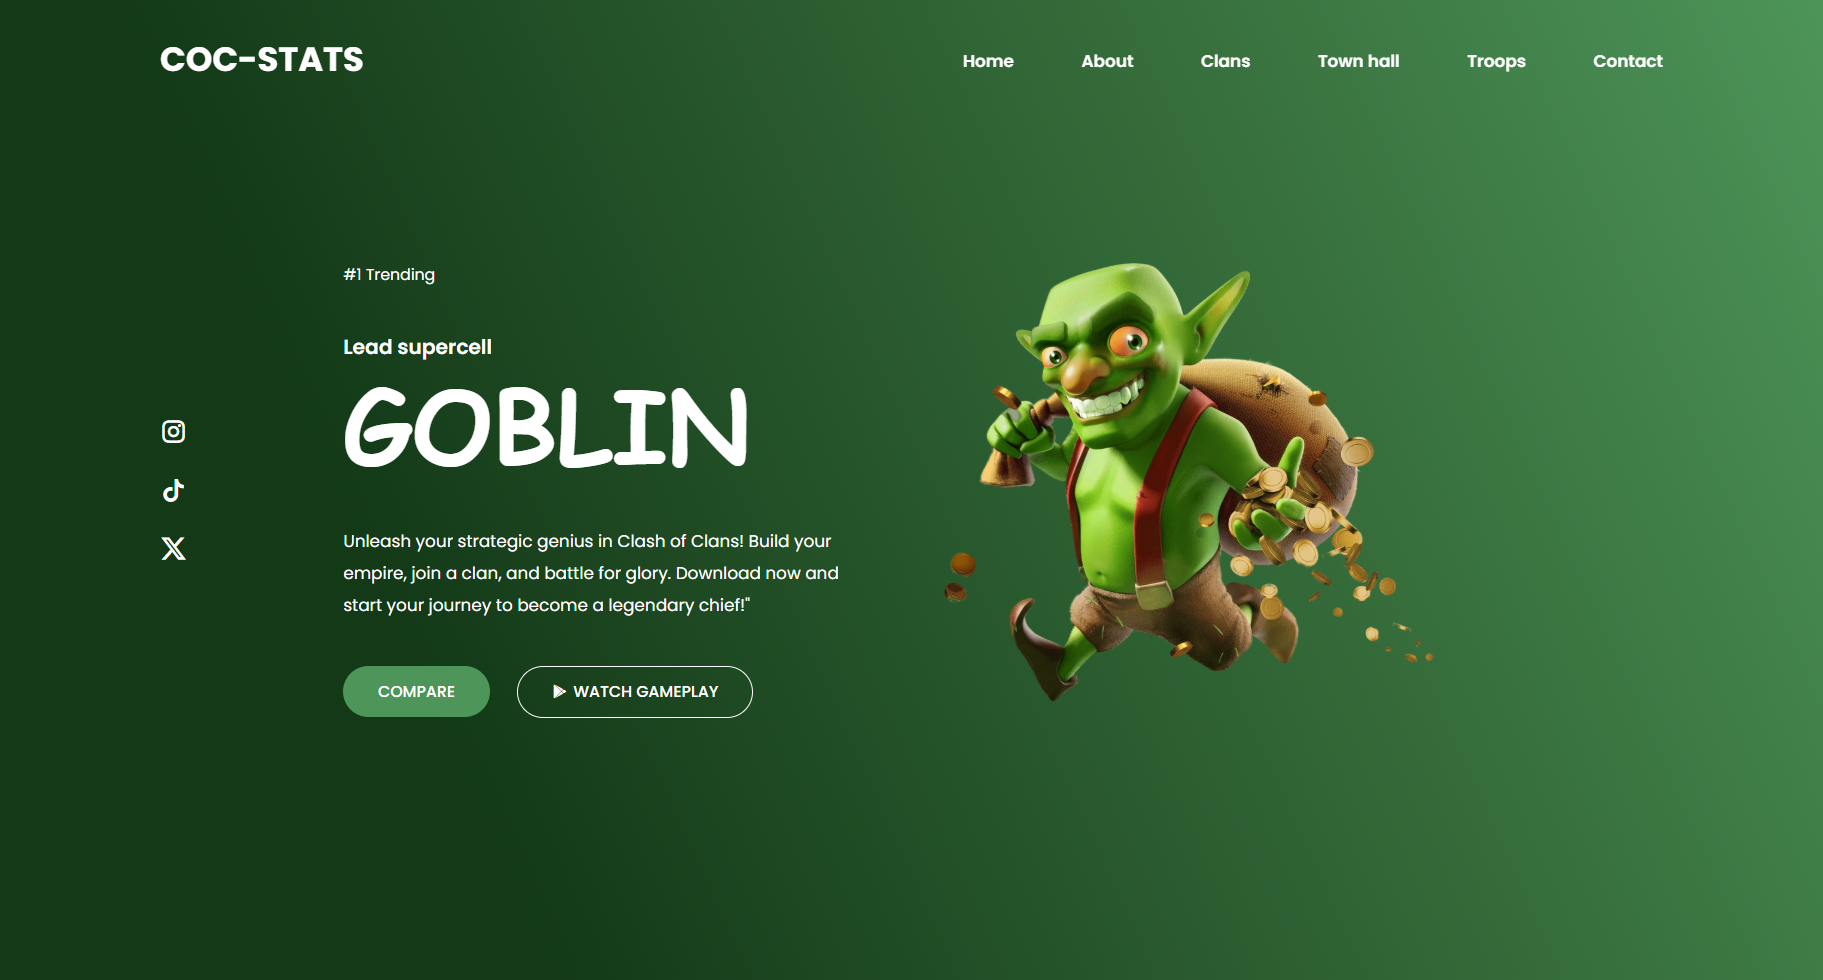 COC-STATS
Home About Clans Town hall Troops Contact
#1 Trending
Lead supercell
GOBLIN
Unleash your strategic genius in Clash of Clans! Build your
empire, join a clan, and battle for glory. Download now and
start your journey to become a legendary chief!"
COMPARE
WATCH GAMEPLAY